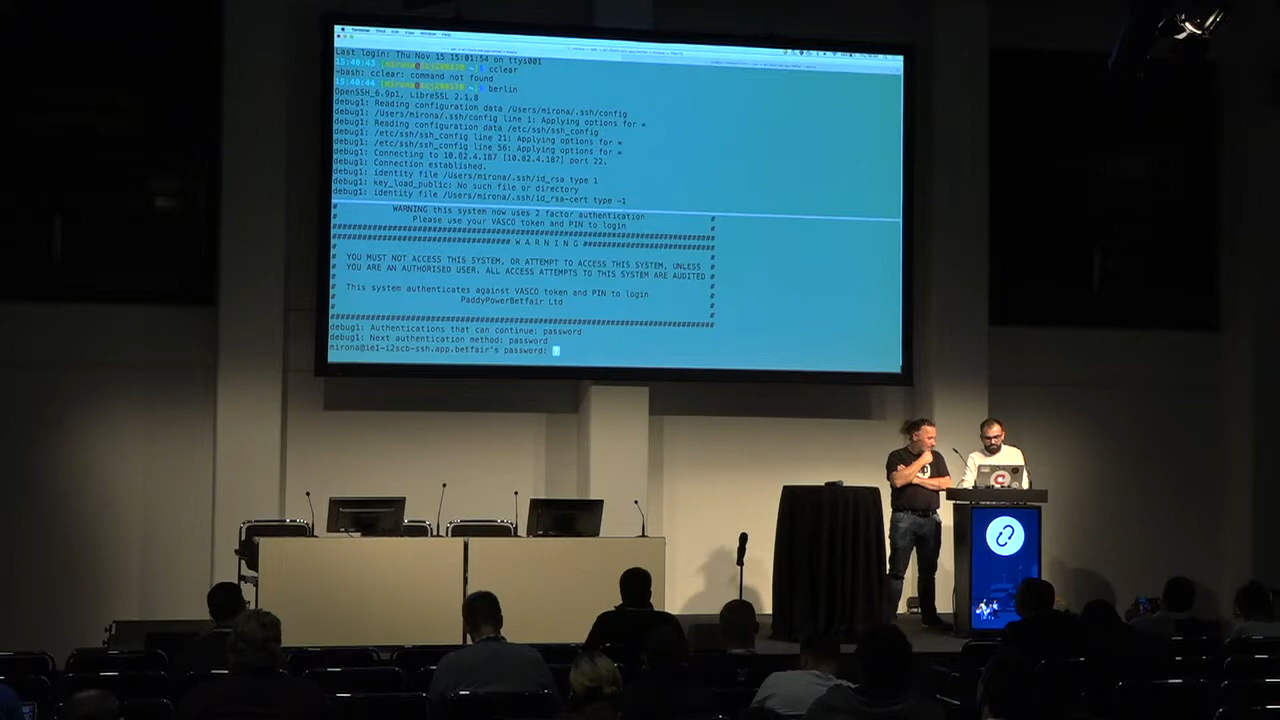 Last login: Thu Nov 15 15:01:54 on ttys001
cclear
-bash: cclear: command not found
berlin
OpenSSH_6.9p1, LibreSSL 2.1.8
debug1: Reading configuration data /Users/mirona/.ssh/config
debug1: /Users/mirona/.ssh/config line 1: Applying options for *
debug1: Reading configuration data /etc/ssh/ssh_config
debug1: /etc/ssh/ssh_config line 21: Applying options for *
debug1: /etc/ssh/ssh_config line 56: Applying options for *
debug1: Connecting to 10.82.4.187 [10.82.4.187] port 22.
debug1: Connection established.
debug1: identity file /Users/mirona/.ssh/id_rsa type 1
debug1: key_load_public: No such file or directory
debug1: identity file /Users/mirona/.ssh/id_rsa-cert type -1
WARNING this system now uses 2 factor authentication
Please use your VASCO token and PIN to login
W A R N I N G
YOU MUST NOT ACCESS THIS SYSTEM, OR ATTEMPT TO ACCESS THIS SYSTEM, UNLESS
YOU ARE AN AUTHORISED USER. ALL ACCESS ATTEMPTS TO THIS SYSTEM ARE AUDITED
This system authenticates against VASCO token and PIN to login
PaddyPowerBetfair Ltd
debug1: Authentications that can continue: password
debug1: Next authentication method: password
mirona@ie1-i2scb-ssh.app.betfair's password: